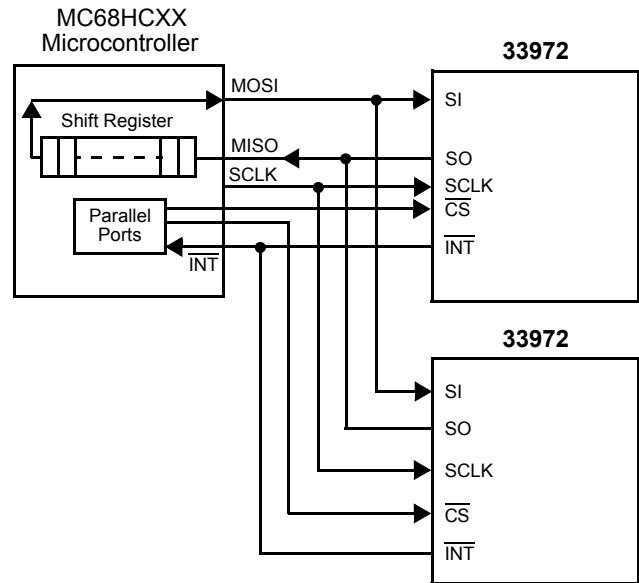 MC68HCXX
Microcontroller
33972
MOSI
SI
Shift Register
MISO
SO
SCLK
SCLK
CS
Parallel
Ports
INT
INT
33972
SI
SO
SCLK
CS
INT